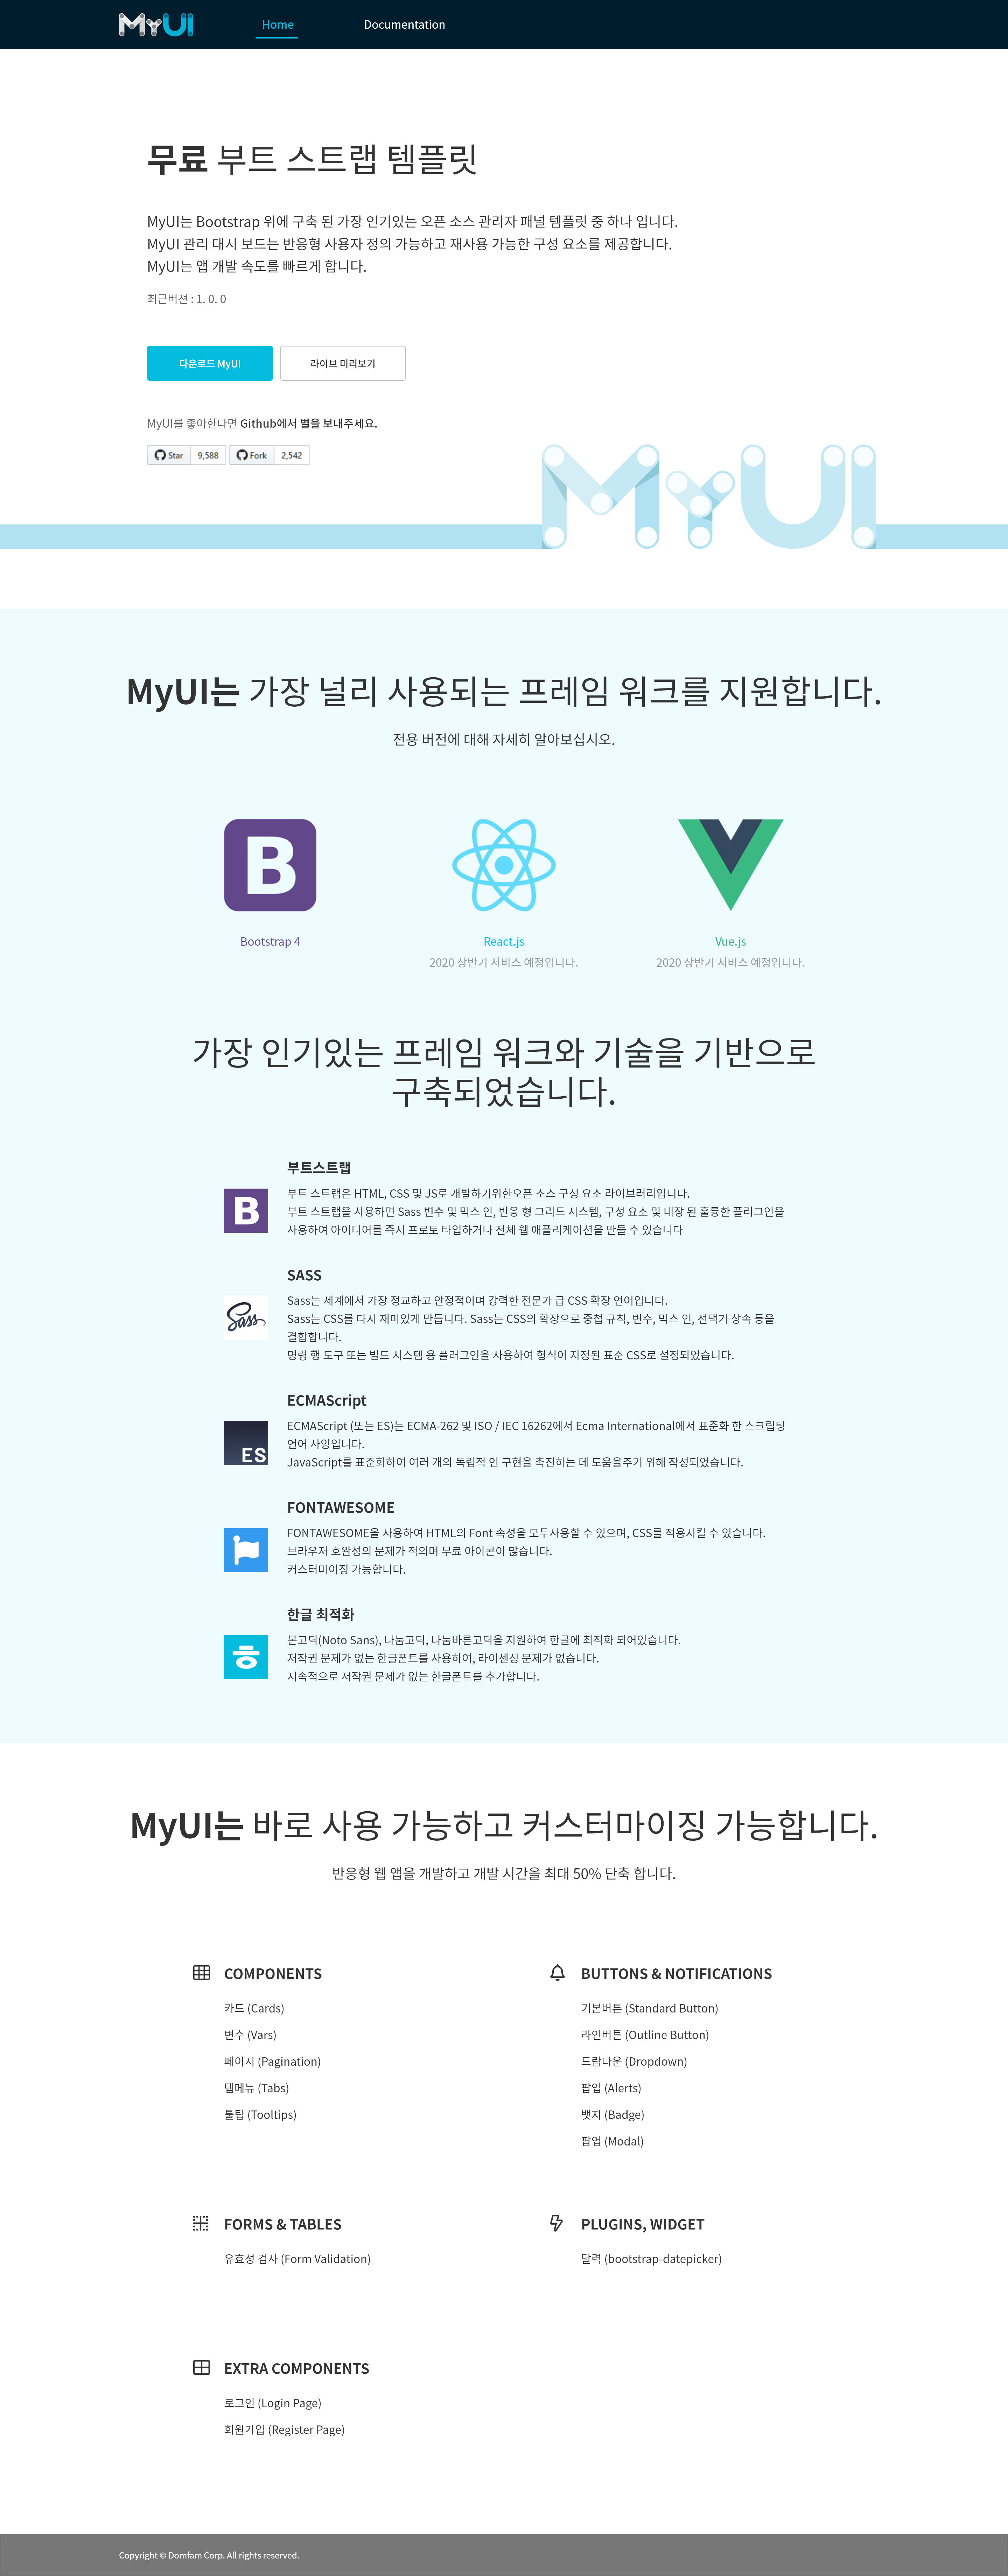 MyUI Home Documentation
무료 부트 스트랩 템플릿
MyUI는 Bootstrap 위에 구축 된 가장 인기있는 오픈 소스 관리자 패널 템플릿 중 하나 입니다.
MyUI 관리 대시 보드는 반응형 사용자 정의 가능하고 재사용 가능한 구성 요소를 제공합니다.
MyUI는 앱 개발 속도를 빠르게 합니다.
최근버젼 : 1. 0. 0
다운로드 MyUI 라이브 미리보기
MyUI를 좋아한다면 Github에서 별을 보내주세요.
Star 9,588 Fork 2,542
MyUI
MyUI는 가장 널리 사용되는 프레임 워크를 지원합니다.
전용 버전에 대해 자세히 알아보십시오.
B
Bootstrap 4 React.js Vue.js
2020 상반기 서비스 예정입니다. 2020 상반기 서비스 예정입니다.
가장 인기있는 프레임 워크와 기술을 기반으로
구축되었습니다.
부트스트랩
B
부트 스트랩은 HTML, CSS 및 JS로 개발하기위한오픈 소스 구성 요소 라이브러리입니다.
부트 스트랩을 사용하면 Sass 변수 및 믹스 인, 반응 형 그리드 시스템, 구성 요소 및 내장 된 훌륭한 플러그인을
사용하여 아이디어를 즉시 프로토 타입하거나 전체 웹 애플리케이션을 만들 수 있습니다
SASS
Sass
Sass는 세계에서 가장 정교하고 안정적이며 강력한 전문가 급 CSS 확장 언어입니다.
Sass는 CSS를 다시 재미있게 만듭니다. Sass는 CSS의 확장으로 중첩 규칙, 변수, 믹스 인, 선택기 상속 등을
결합합니다.
명령 행 도구 또는 빌드 시스템 용 플러그인을 사용하여 형식이 지정된 표준 CSS로 설정되었습니다.
ECMAScript
ES
ECMAScript (또는 ES)는 ECMA-262 및 ISO / IEC 16262에서 Ecma International에서 표준화 한 스크립팅
언어 사양입니다.
JavaScript를 표준화하여 여러 개의 독립적 인 구현을 촉진하는 데 도움을주기 위해 작성되었습니다.
FONTAWESOME
FONTAWESOME을 사용하여 HTML의 Font 속성을 모두사용할 수 있으며, CSS를 적용시킬 수 있습니다.
브라우저 호완성의 문제가 적의며 무료 아이콘이 많습니다.
커스터미이징 가능합니다.
한글 최적화
ㅎ
본고딕(Noto Sans), 나눔고딕, 나눔바른고딕을 지원하여 한글에 최적화 되어있습니다.
저작권 문제가 없는 한글폰트를 사용하여, 라이센싱 문제가 없습니다.
지속적으로 저작권 문제가 없는 한글폰트를 추가합니다.
MyUI는 바로 사용 가능하고 커스터마이징 가능합니다.
반응형 웹 앱을 개발하고 개발 시간을 최대 50% 단축 합니다.
COMPONENTS
카드 (Cards)
변수 (Vars)
페이지 (Pagination)
탭메뉴 (Tabs)
툴팁 (Tooltips)
BUTTONS & NOTIFICATIONS
기본버튼 (Standard Button)
라인버튼 (Outline Button)
드랍다운 (Dropdown)
팝업 (Alerts)
뱃지 (Badge)
팝업 (Modal)
FORMS & TABLES
유효성 검사 (Form Validation)
PLUGINS, WIDGET
달력 (bootstrap-datepicker)
EXTRA COMPONENTS
로그인 (Login Page)
회원가입 (Register Page)
Copyright © Domfam Corp. All rights reserved.